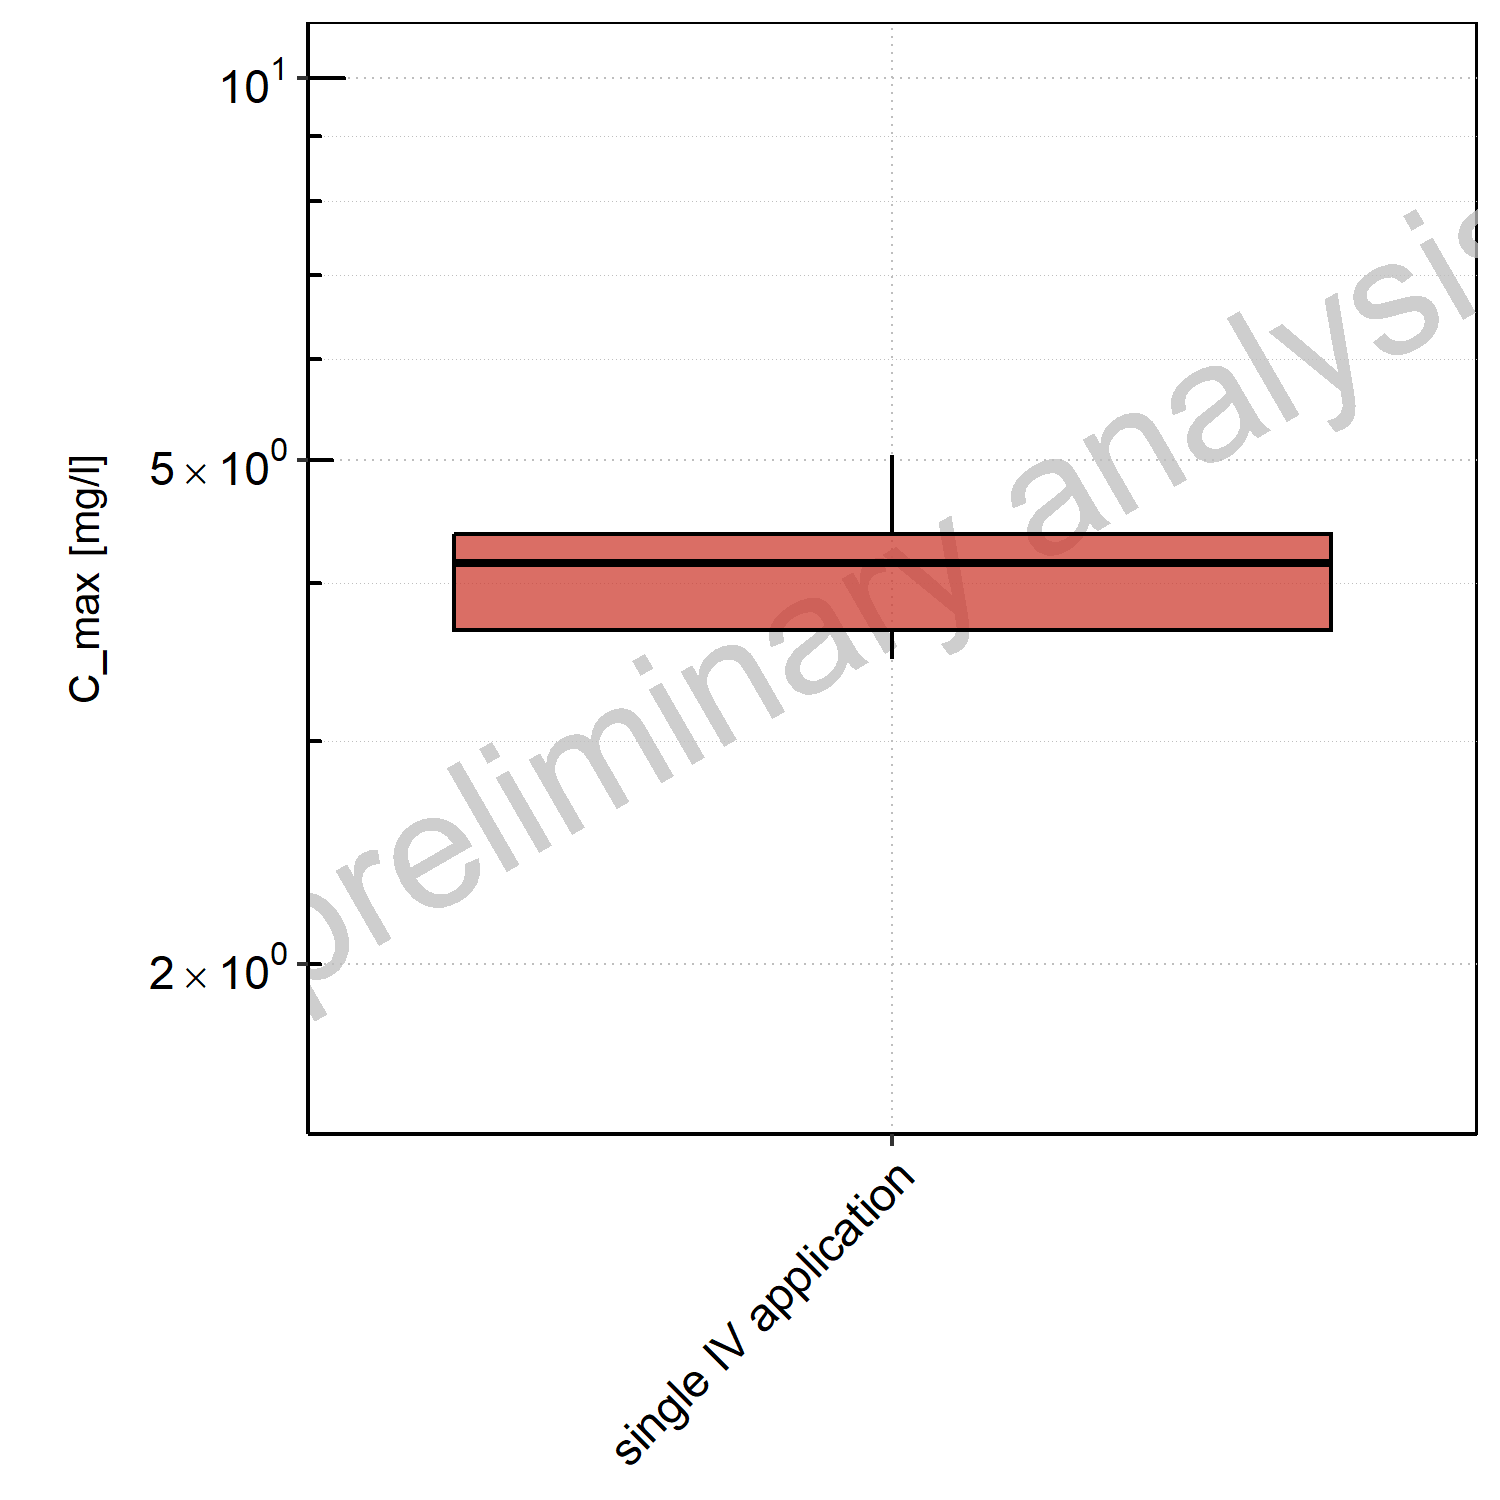 10¹
5 × 10⁰
2 × 10⁰
C_max [mg/l]
preliminary analysis
single IV application